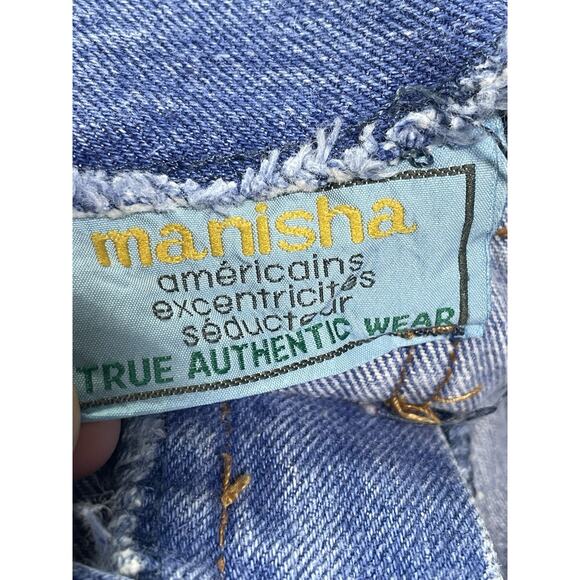 manisha
américains
excentricités
séducteur
TRUE AUTHENTIC WEAR